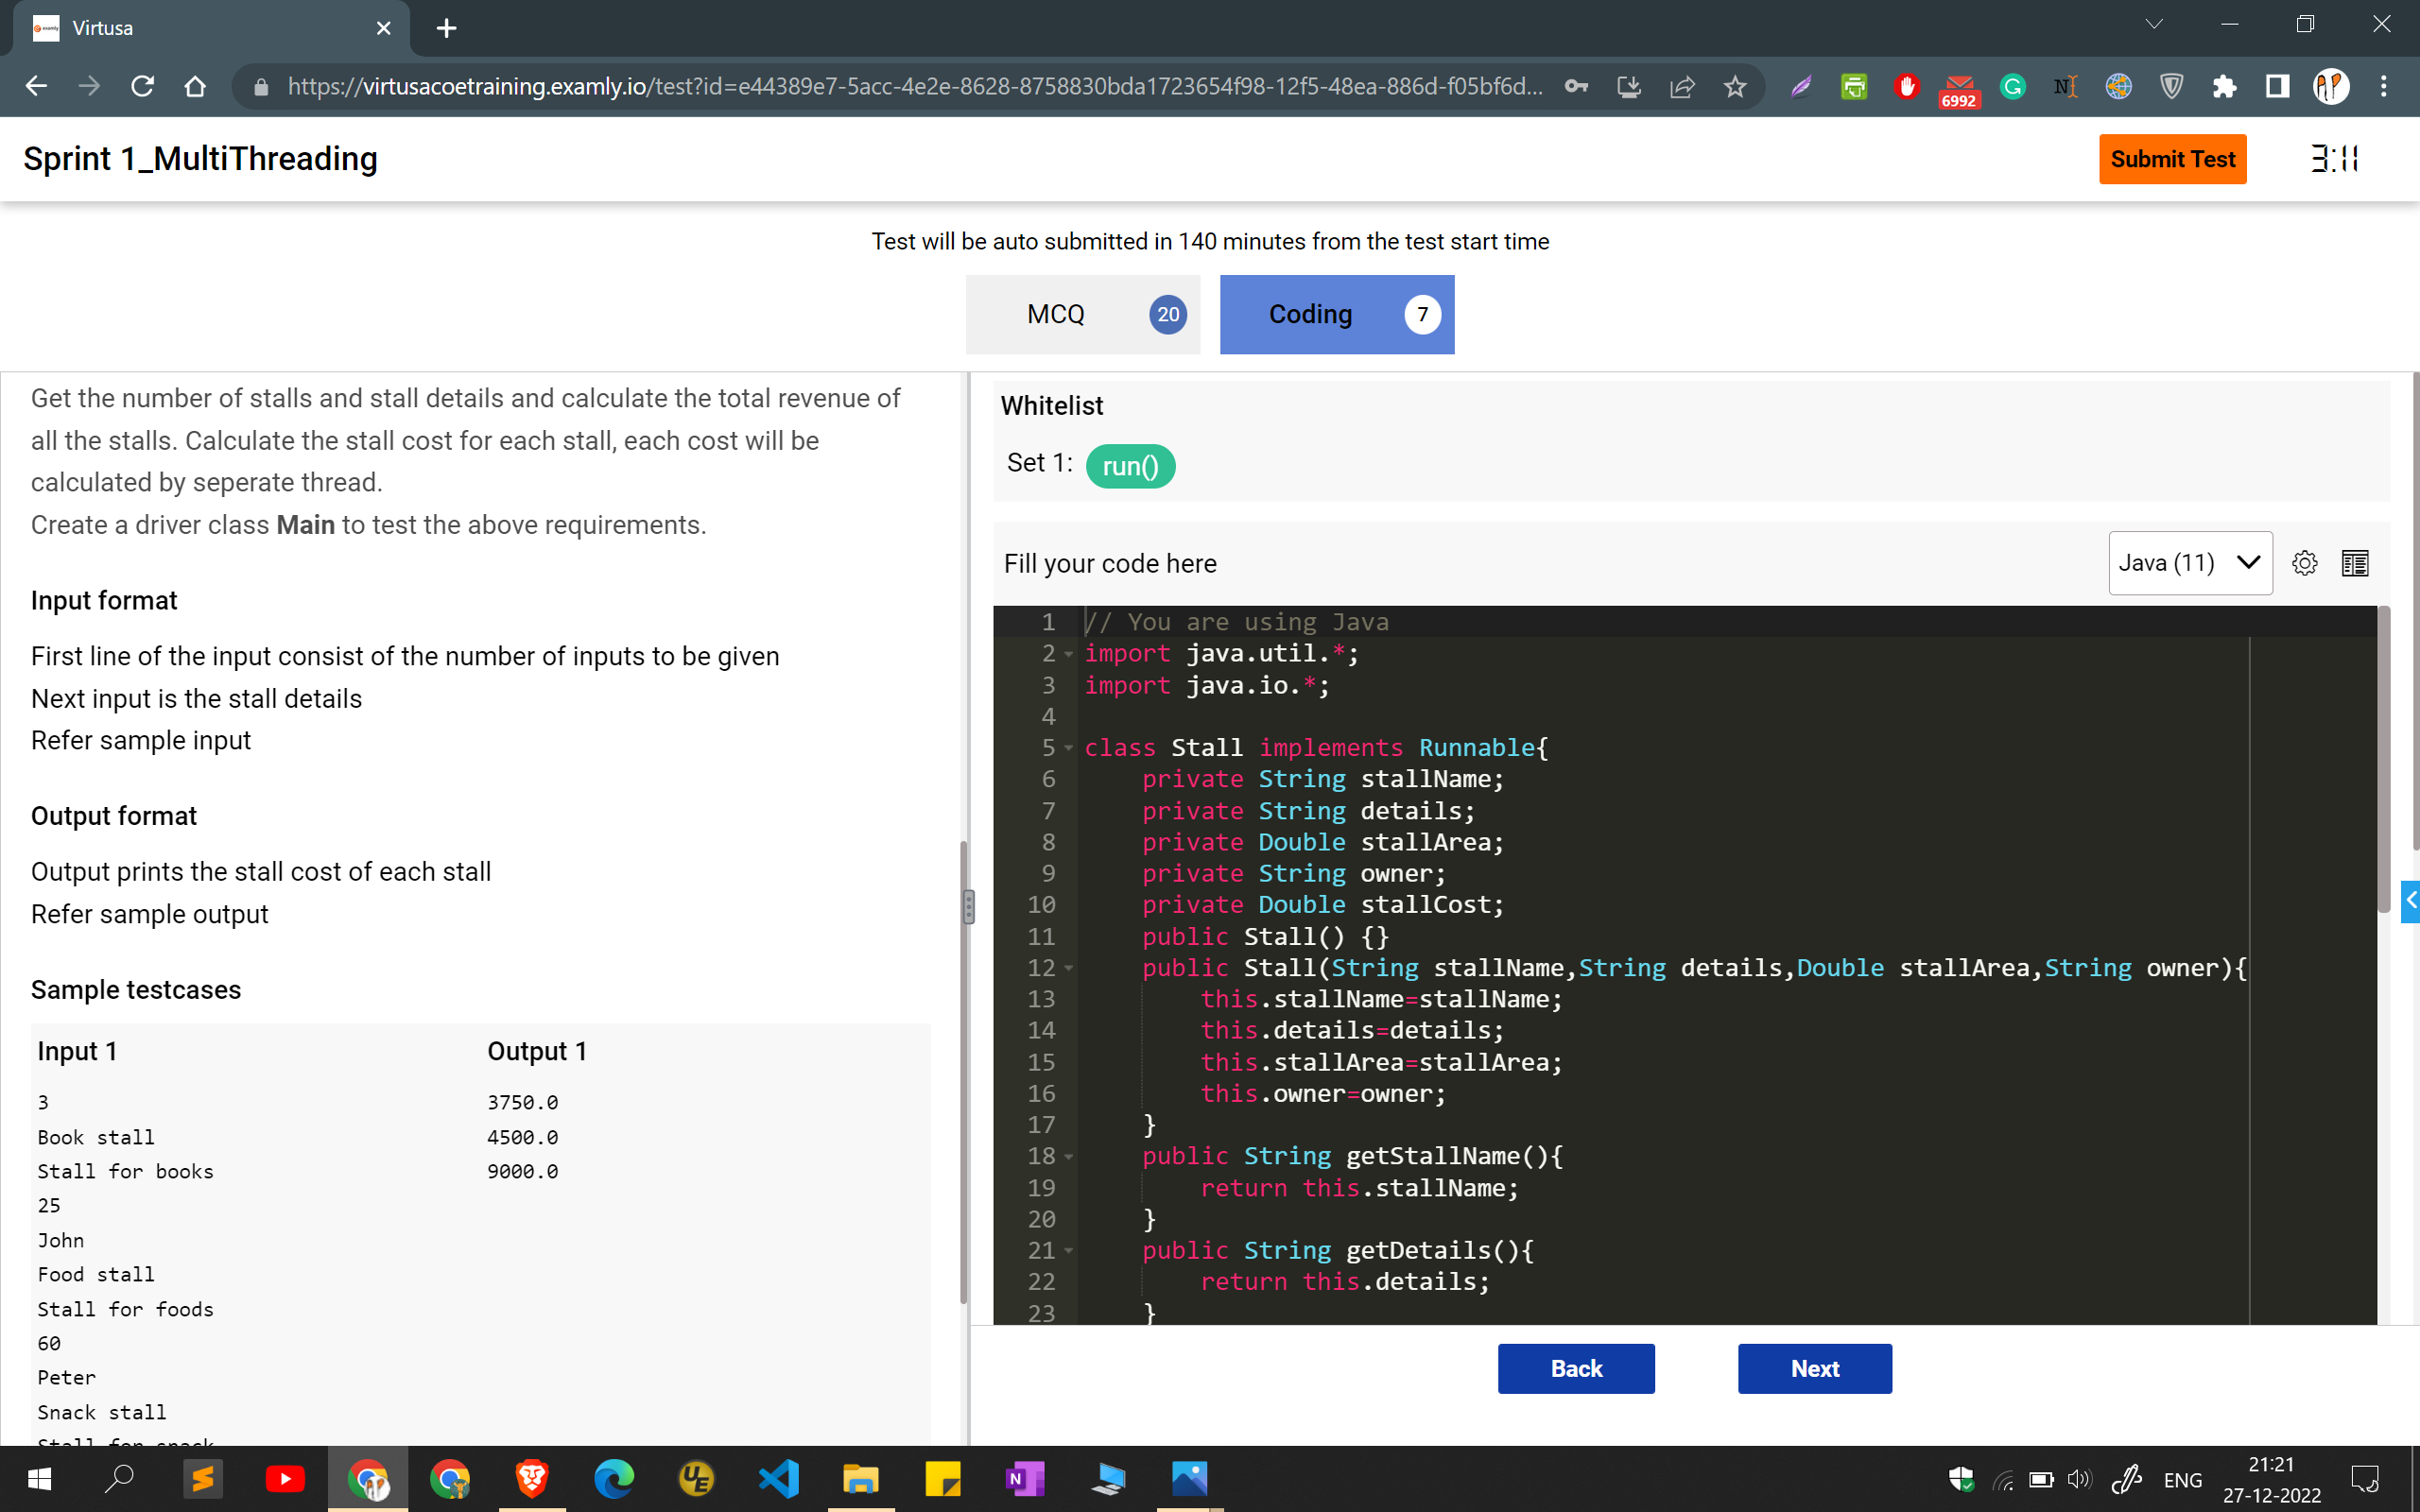 Virtusa
https://virtusacoetraining.examly.io/test?id=e44389e7-5acc-4e2e-8628-8758830bda1723654f98-12f5-48ea-886d-f05bf6d...
6992
Sprint 1_MultiThreading
Submit Test
3:11
Test will be auto submitted in 140 minutes from the test start time
MCQ 20
Coding 7
Get the number of stalls and stall details and calculate the total revenue of
all the stalls. Calculate the stall cost for each stall, each cost will be
calculated by seperate thread.
Create a driver class Main to test the above requirements.
Input format
First line of the input consist of the number of inputs to be given
Next input is the stall details
Refer sample input
Output format
Output prints the stall cost of each stall
Refer sample output
Sample testcases
Input 1 Output 1
3 3750.0
Book stall 4500.0
Stall for books 9000.0
25
John
Food stall
Stall for foods
60
Peter
Snack stall
Stall for snack
Whitelist
Set 1: run()
Fill your code here
Java (11)
1 // You are using Java
2 import java.util.*;
3 import java.io.*;
4
5 class Stall implements Runnable{
6 private String stallName;
7 private String details;
8 private Double stallArea;
9 private String owner;
10 private Double stallCost;
11 public Stall() {}
12 public Stall(String stallName,String details,Double stallArea,String owner){
13 this.stallName=stallName;
14 this.details=details;
15 this.stallArea=stallArea;
16 this.owner=owner;
17 }
18 public String getStallName(){
19 return this.stallName;
20 }
21 public String getDetails(){
22 return this.details;
23 }
Back
Next
ENG
21:21
27-12-2022